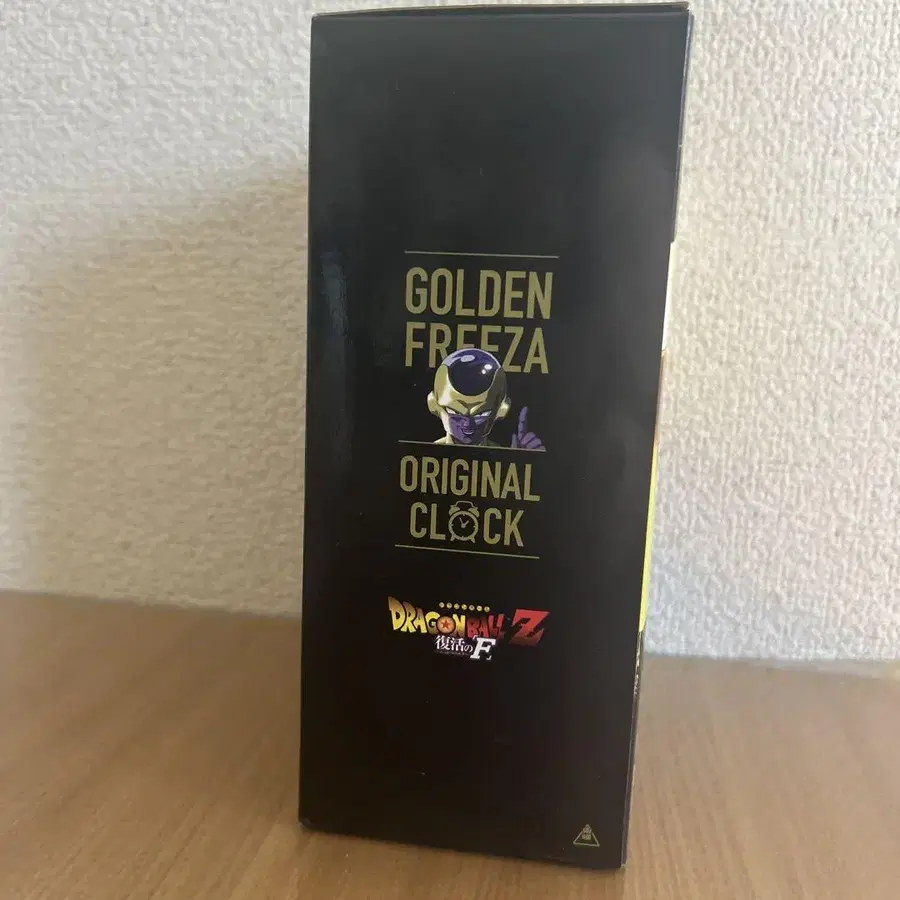 GOLDEN
FREEZA
ORIGINAL
CLOCK
DRAGON BALL Z
復活の「F」